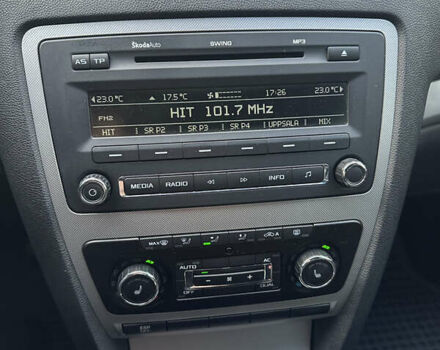 ŠkodaAuto SWING MP3
AS TP
23.0°C 17.5°C 17:26 23.0°C
HIT 101.7 MHz
FM2
HIT SR P2 SR P3 SR P4 UPPSALA MIX
MEDIA RADIO INFO
MAX A
AUTO AC
OFF DUAL